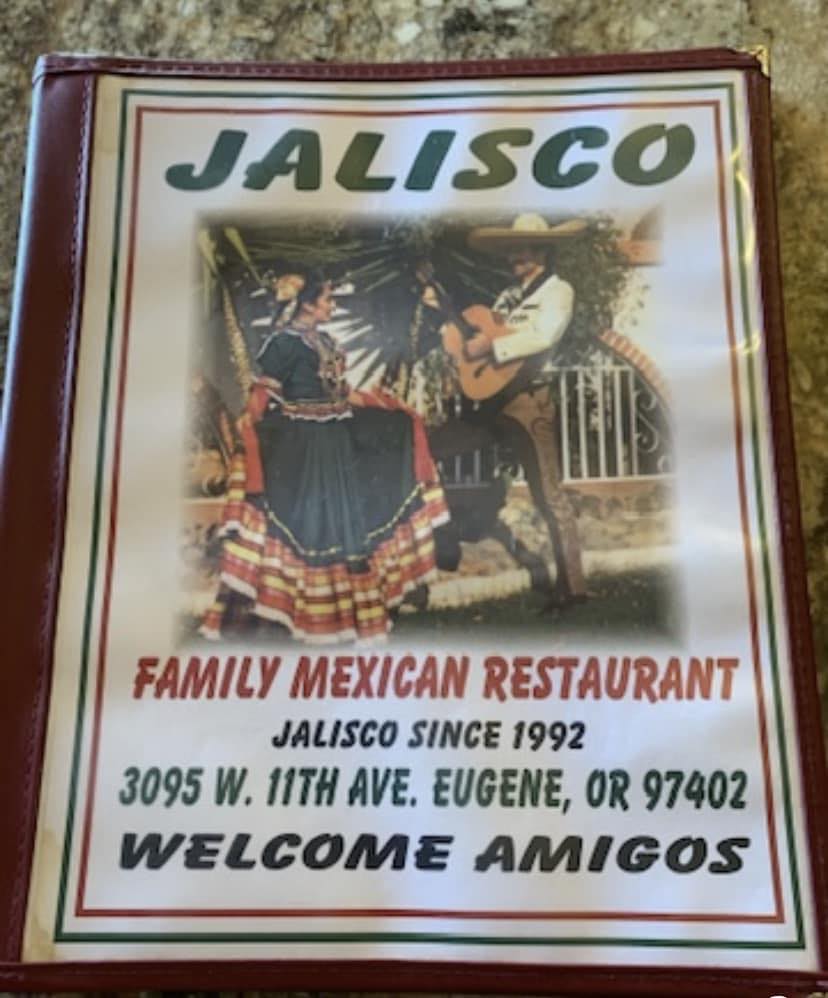 JALISCO
FAMILY MEXICAN RESTAURANT
JALISCO SINCE 1992
3095 W. 11TH AVE. EUGENE, OR 97402
WELCOME AMIGOS